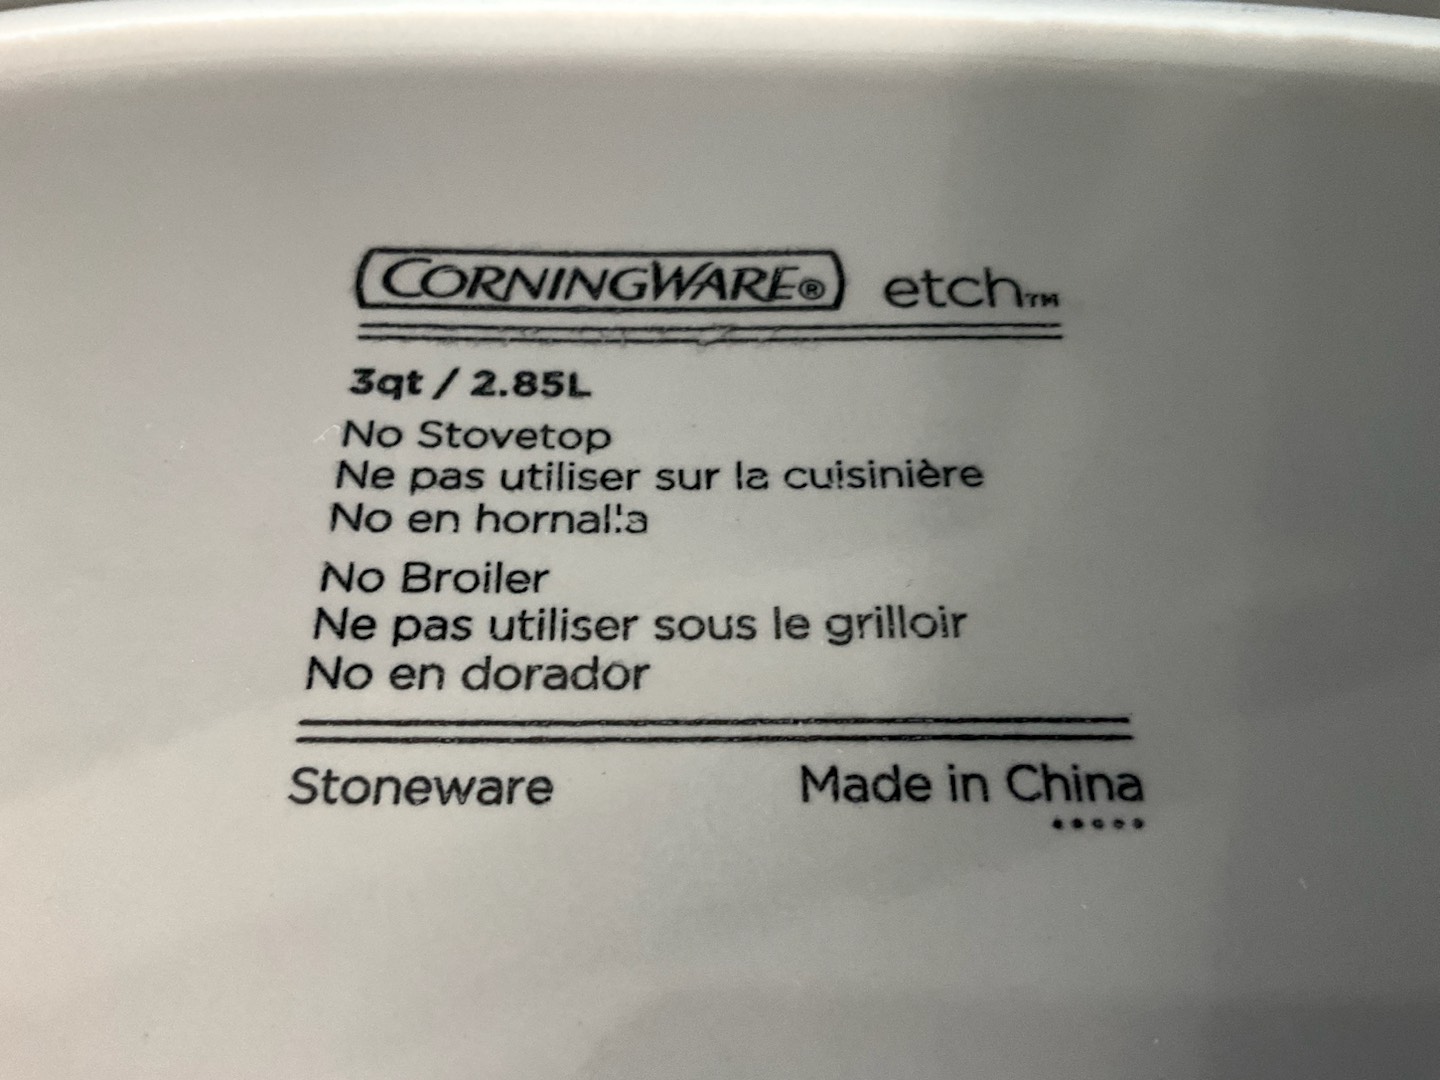 CORNINGWARE® etch™
3qt / 2.85L
No Stovetop
Ne pas utiliser sur la cuisinière
No en hornalla
No Broiler
Ne pas utiliser sous le grilloir
No en dorador
Stoneware Made in China